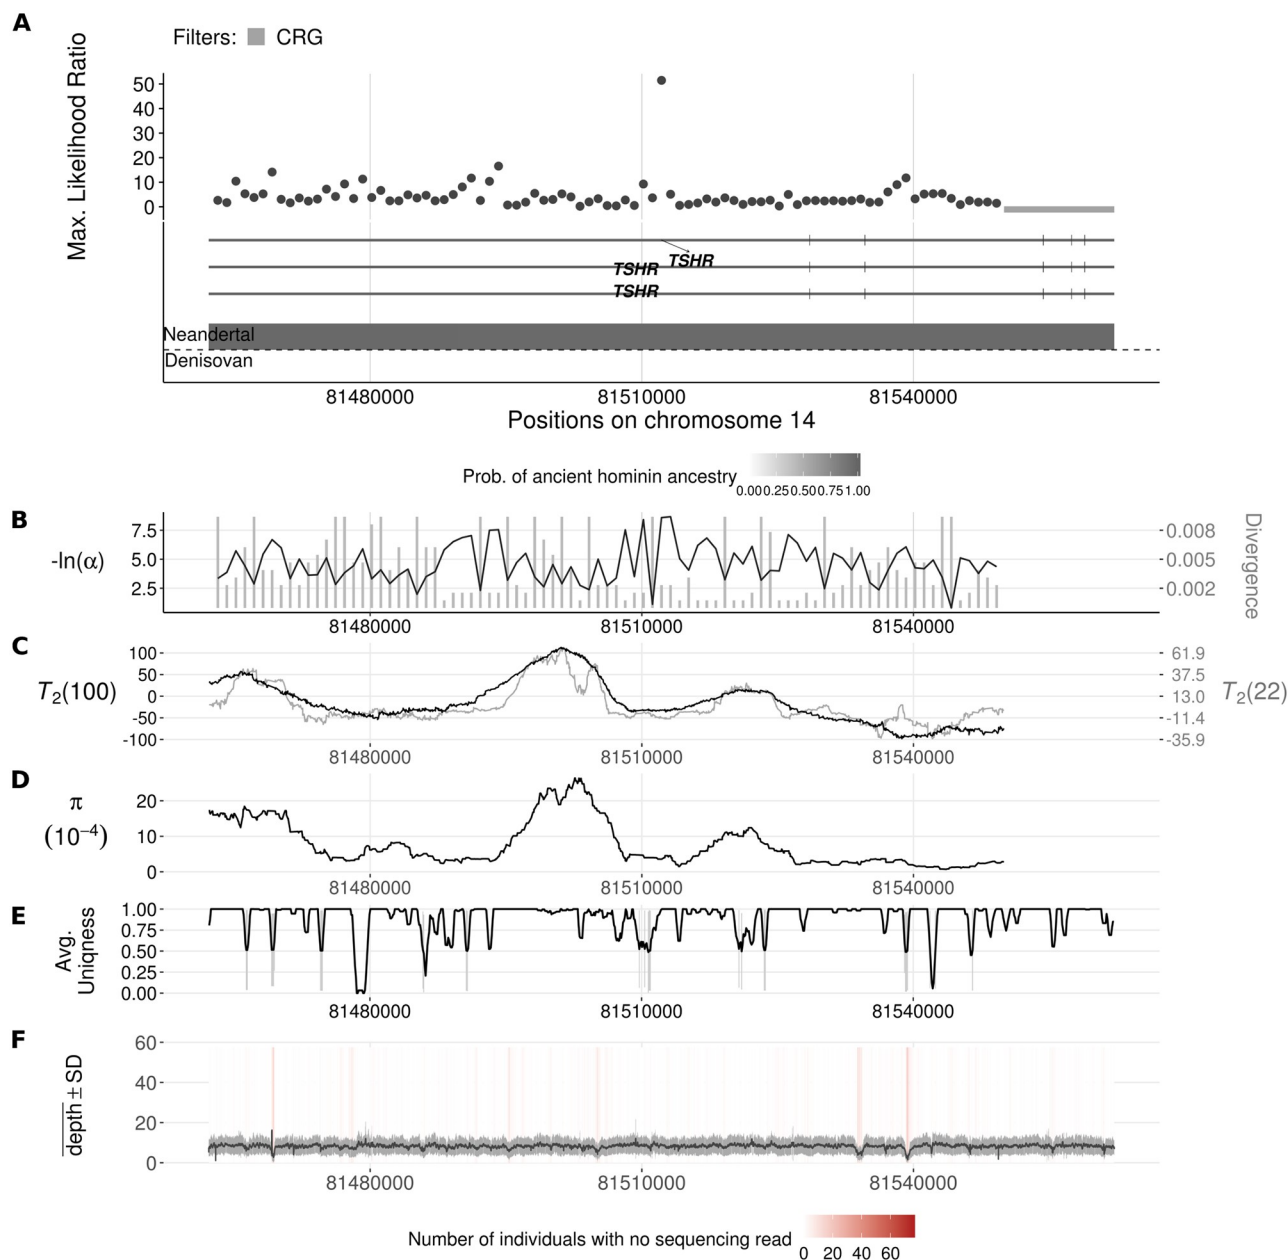 A
Filters: CRG
Max. Likelihood Ratio
50
40
30
20
10
0
TSHR
TSHR
TSHR
Neandertal
Denisovan
81480000 81510000 81540000
Positions on chromosome 14
Prob. of ancient hominin ancestry
0.00 0.25 0.50 0.75 1.00
B
-ln(α)
7.5
5.0
2.5
0.008
0.005
0.002
Divergence
81480000 81510000 81540000
C
T2(100)
100
50
0
-50
-100
61.9
37.5
13.0
-11.4
-35.9
T2(22)
81480000 81510000 81540000
D
π
(10⁻⁴)
20
10
0
81480000 81510000 81540000
E
Avg.
Uniqness
1.00
0.75
0.50
0.25
0.00
81480000 81510000 81540000
F
depth ± SD
60
40
20
0
81480000 81510000 81540000
Number of individuals with no sequencing read
0 20 40 60